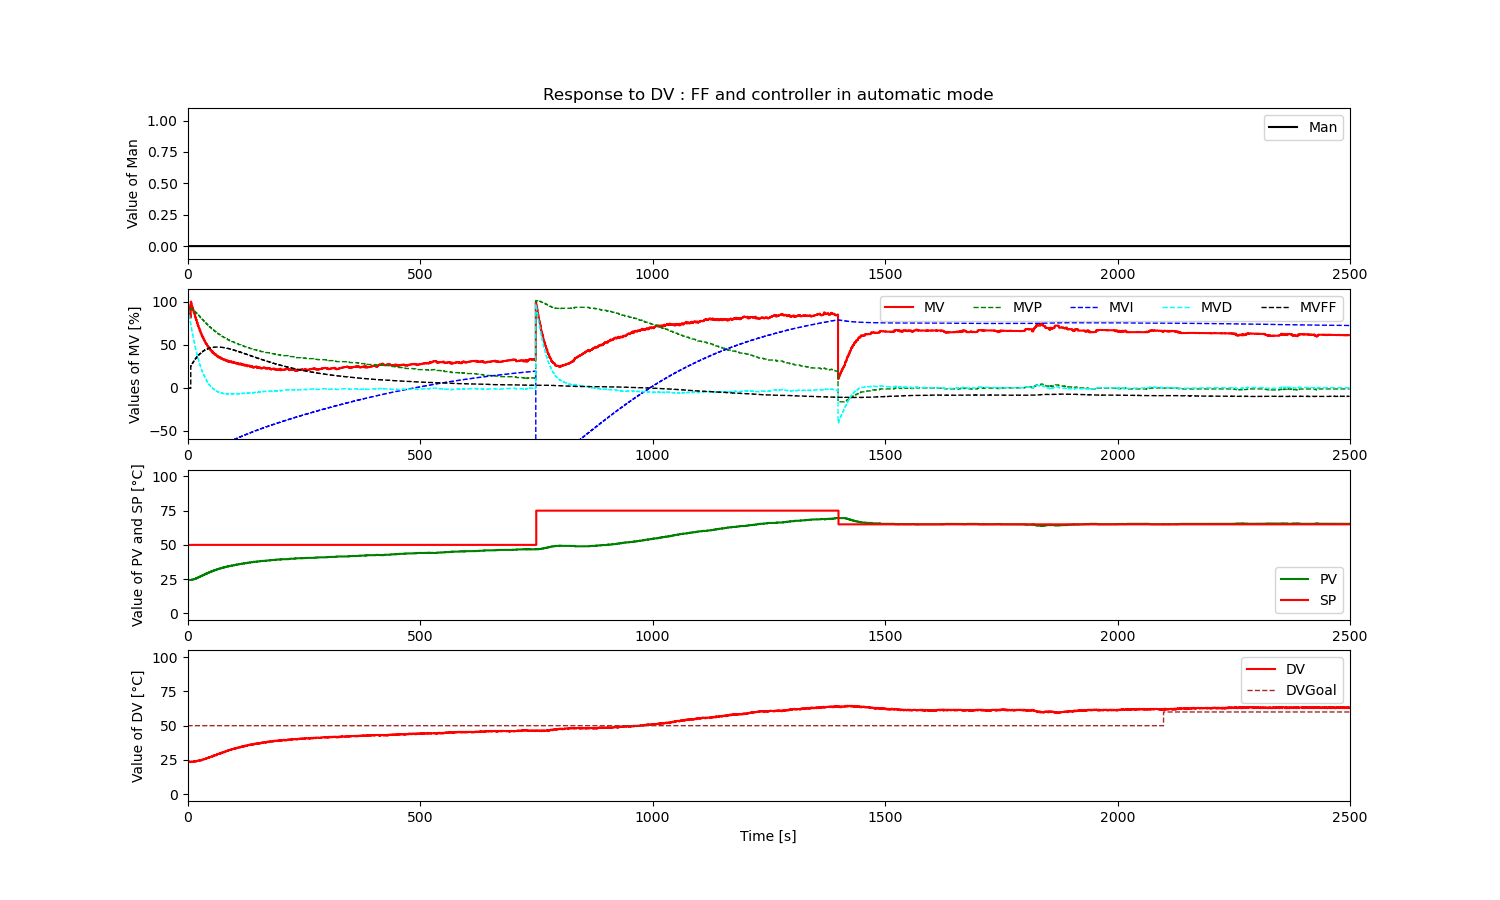 Response to DV : FF and controller in automatic mode
Value of Man
1.00
0.75
0.50
0.25
0.00
Man
0 500 1000 1500 2000 2500
Values of MV [%]
100
50
0
−50
MV MVP MVI MVD MVFF
0 500 1000 1500 2000 2500
Value of PV and SP [°C]
100
75
50
25
0
PV
SP
0 500 1000 1500 2000 2500
Value of DV [°C]
100
75
50
25
0
DV
DVGoal
0 500 1000 1500 2000 2500
Time [s]